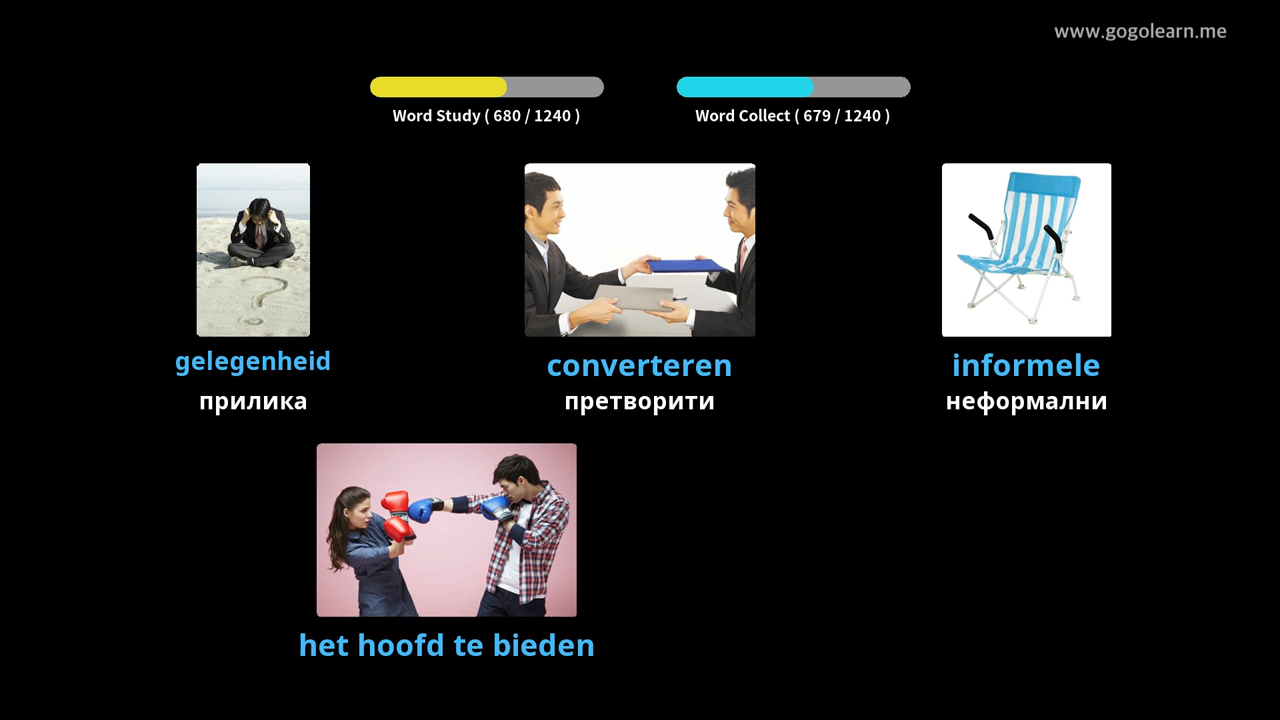 www.gogolearn.me
Word Study ( 680 / 1240 )
Word Collect ( 679 / 1240 )
gelegenheid
прилика
converteren
претворити
informele
неформални
het hoofd te bieden